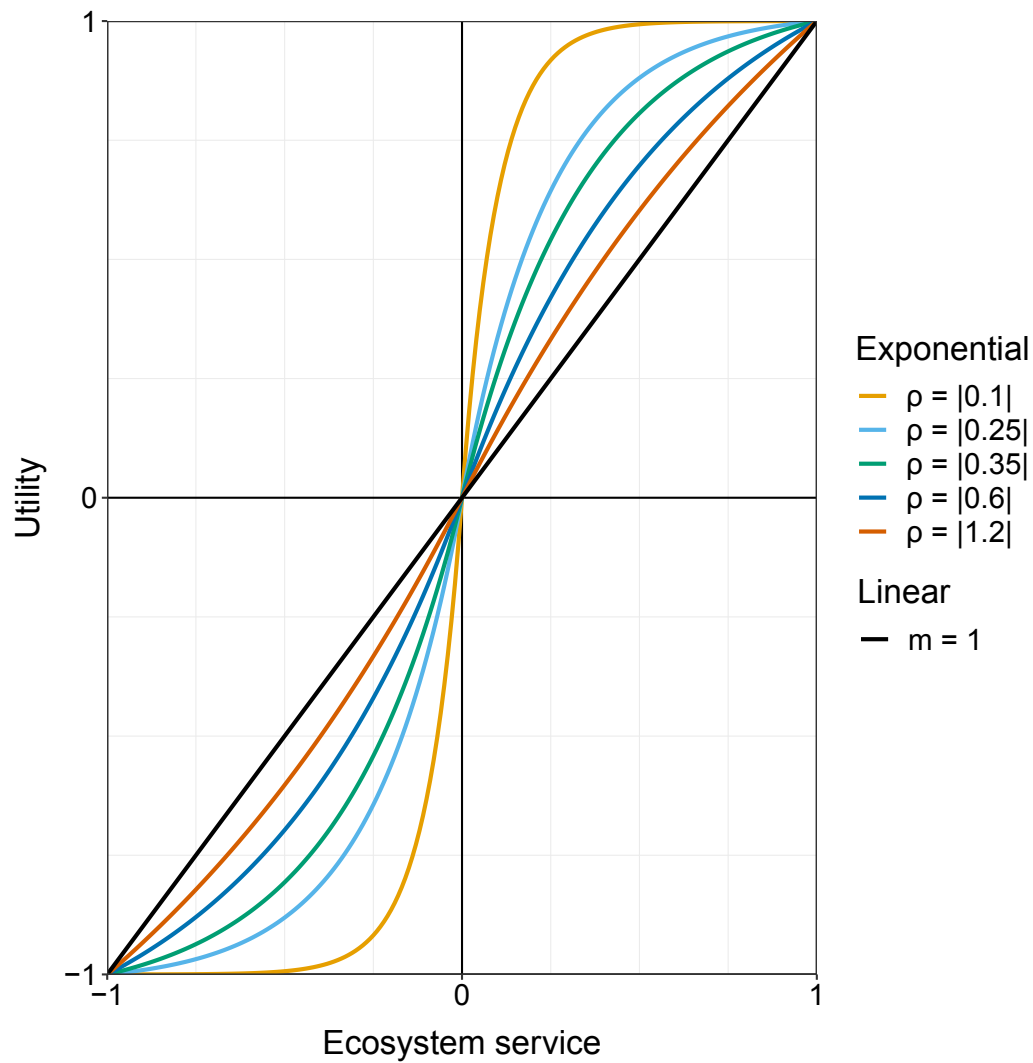 1
0
−1
Utility
−1
0
1
Ecosystem service
Exponential
ρ = |0.1|
ρ = |0.25|
ρ = |0.35|
ρ = |0.6|
ρ = |1.2|
Linear
m = 1